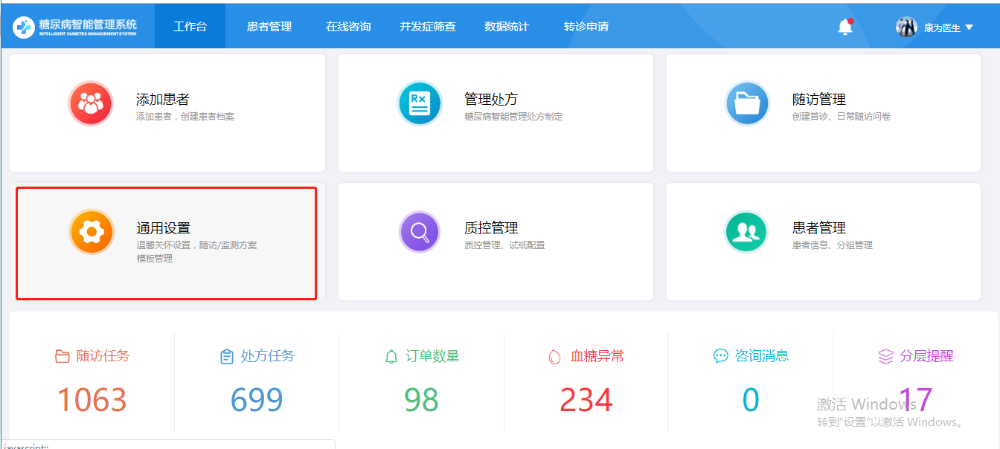 糖尿病智能管理系统
INTELLIGENT DIABETES MANAGEMENT SYSTEM
工作台
患者管理
在线咨询
并发症筛查
数据统计
转诊申请
康为医生
添加患者
添加患者，创建患者档案
管理处方
糖尿病智能管理处方制定
随访管理
创建首诊、日常随访问卷
通用设置
温馨关怀设置，随访/监测方案
模板管理
质控管理
质控管理、试纸配置
患者管理
患者信息、分组管理
随访任务
处方任务
订单数量
血糖异常
咨询消息
分层提醒
1063
699
98
234
0
17
激活 Windows
转到"设置"以激活 Windows。
javascript:;